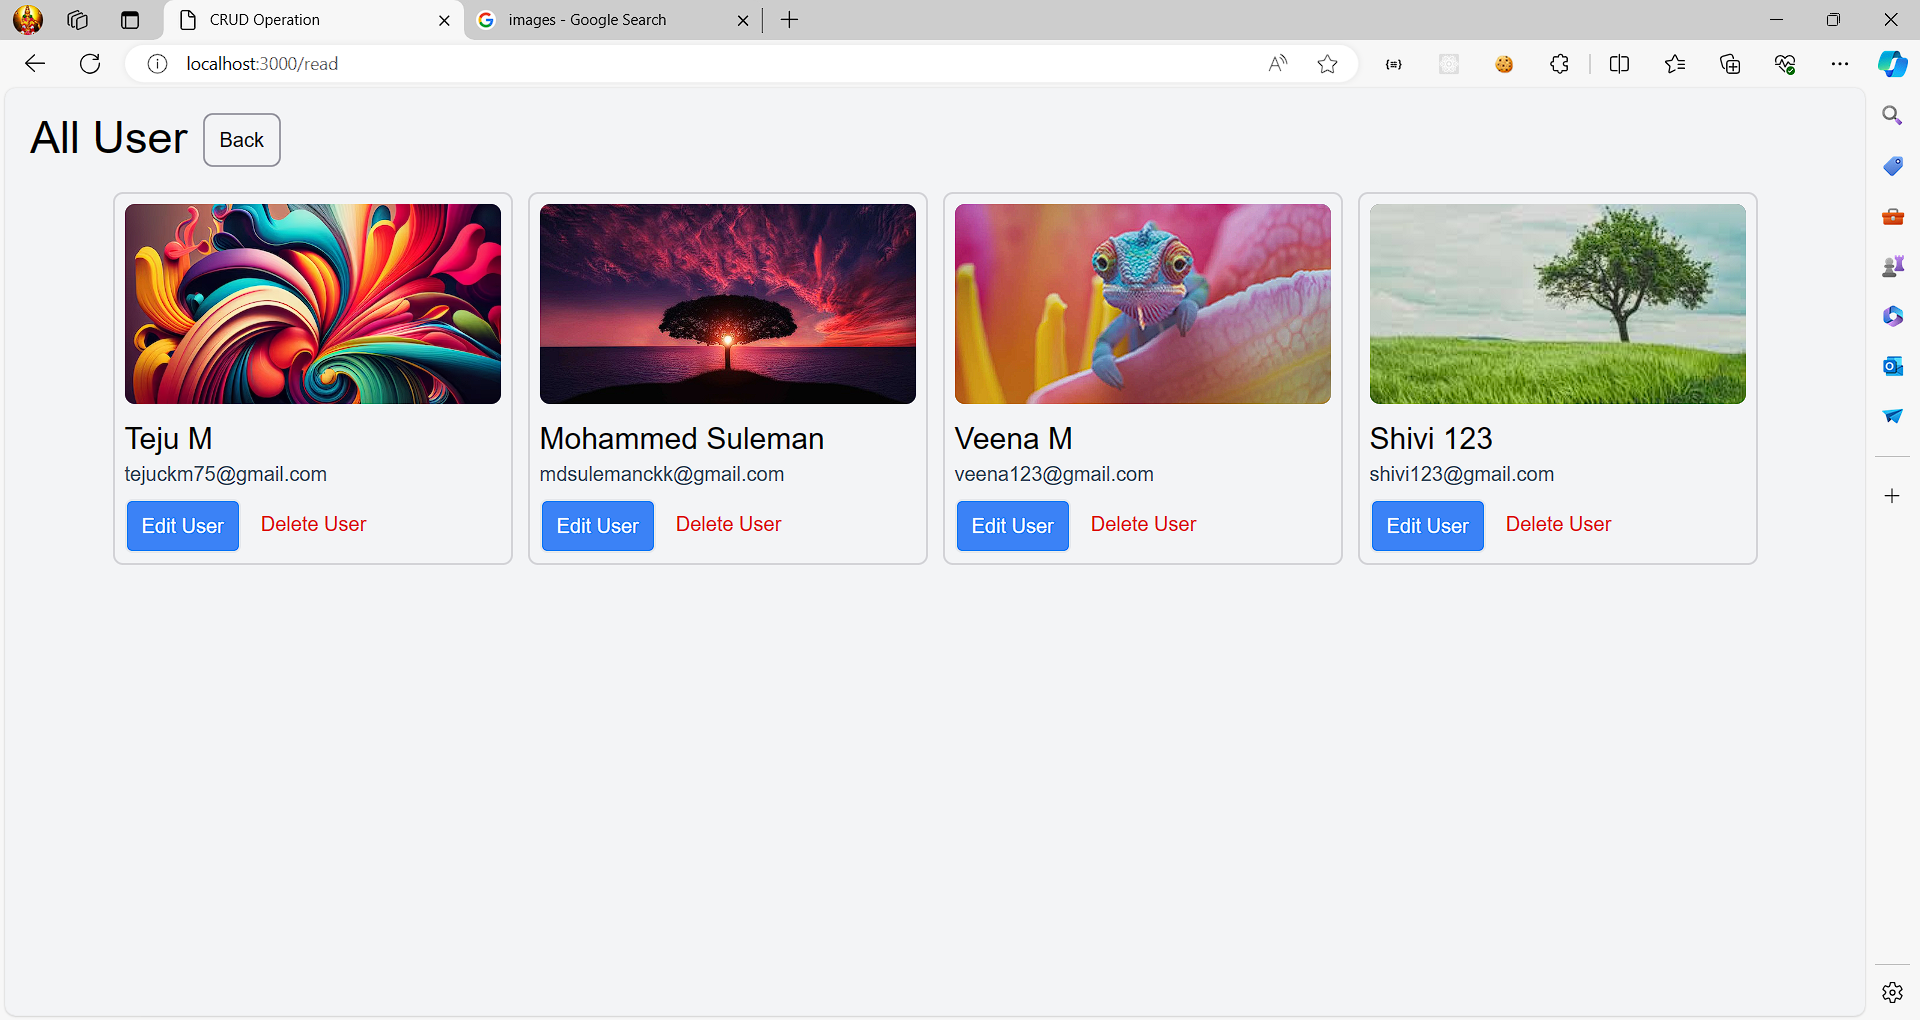 CRUD Operation
images - Google Search
localhost:3000/read
All User
Back
Teju M
tejuckm75@gmail.com
Edit User
Delete User
Mohammed Suleman
mdsulemanckk@gmail.com
Edit User
Delete User
Veena M
veena123@gmail.com
Edit User
Delete User
Shivi 123
shivi123@gmail.com
Edit User
Delete User